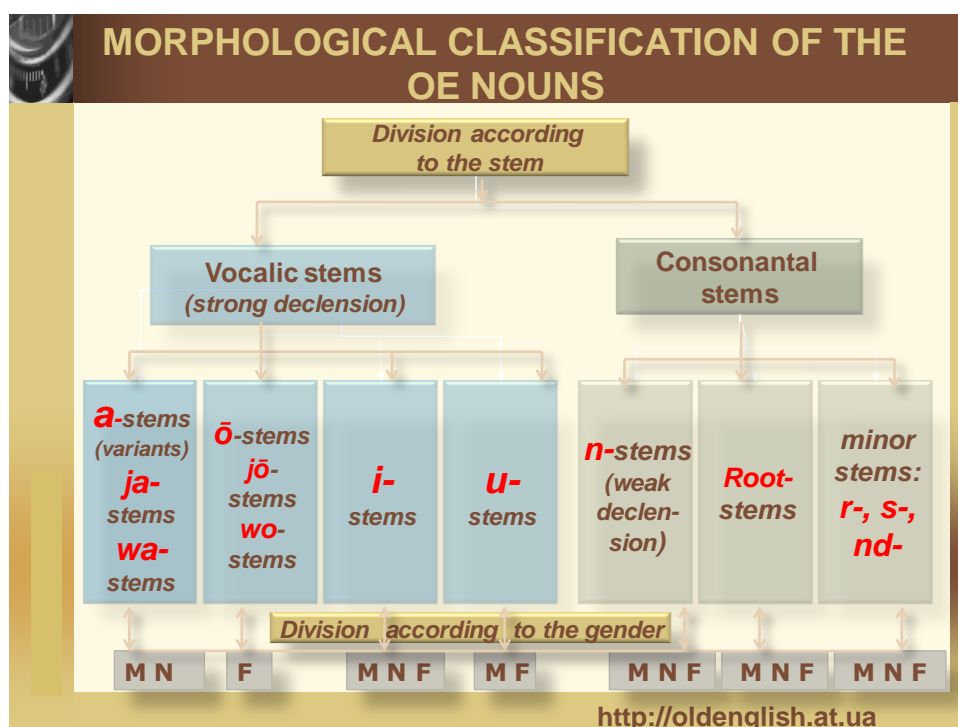 MORPHOLOGICAL CLASSIFICATION OF THE
OE NOUNS
Division according
to the stem
Vocalic stems
(strong declension)
Consonantal
stems
a-stems
(variants)
ja-
stems
wa-
stems
ō-stems
jō-
stems
wo-
stems
i-
stems
u-
stems
n-stems
(weak
declen-
sion)
Root-
stems
minor
stems:
r-, s-,
nd-
Division according to the gender
M N
F
M N F
M F
M N F
M N F
M N F
http://oldenglish.at.ua